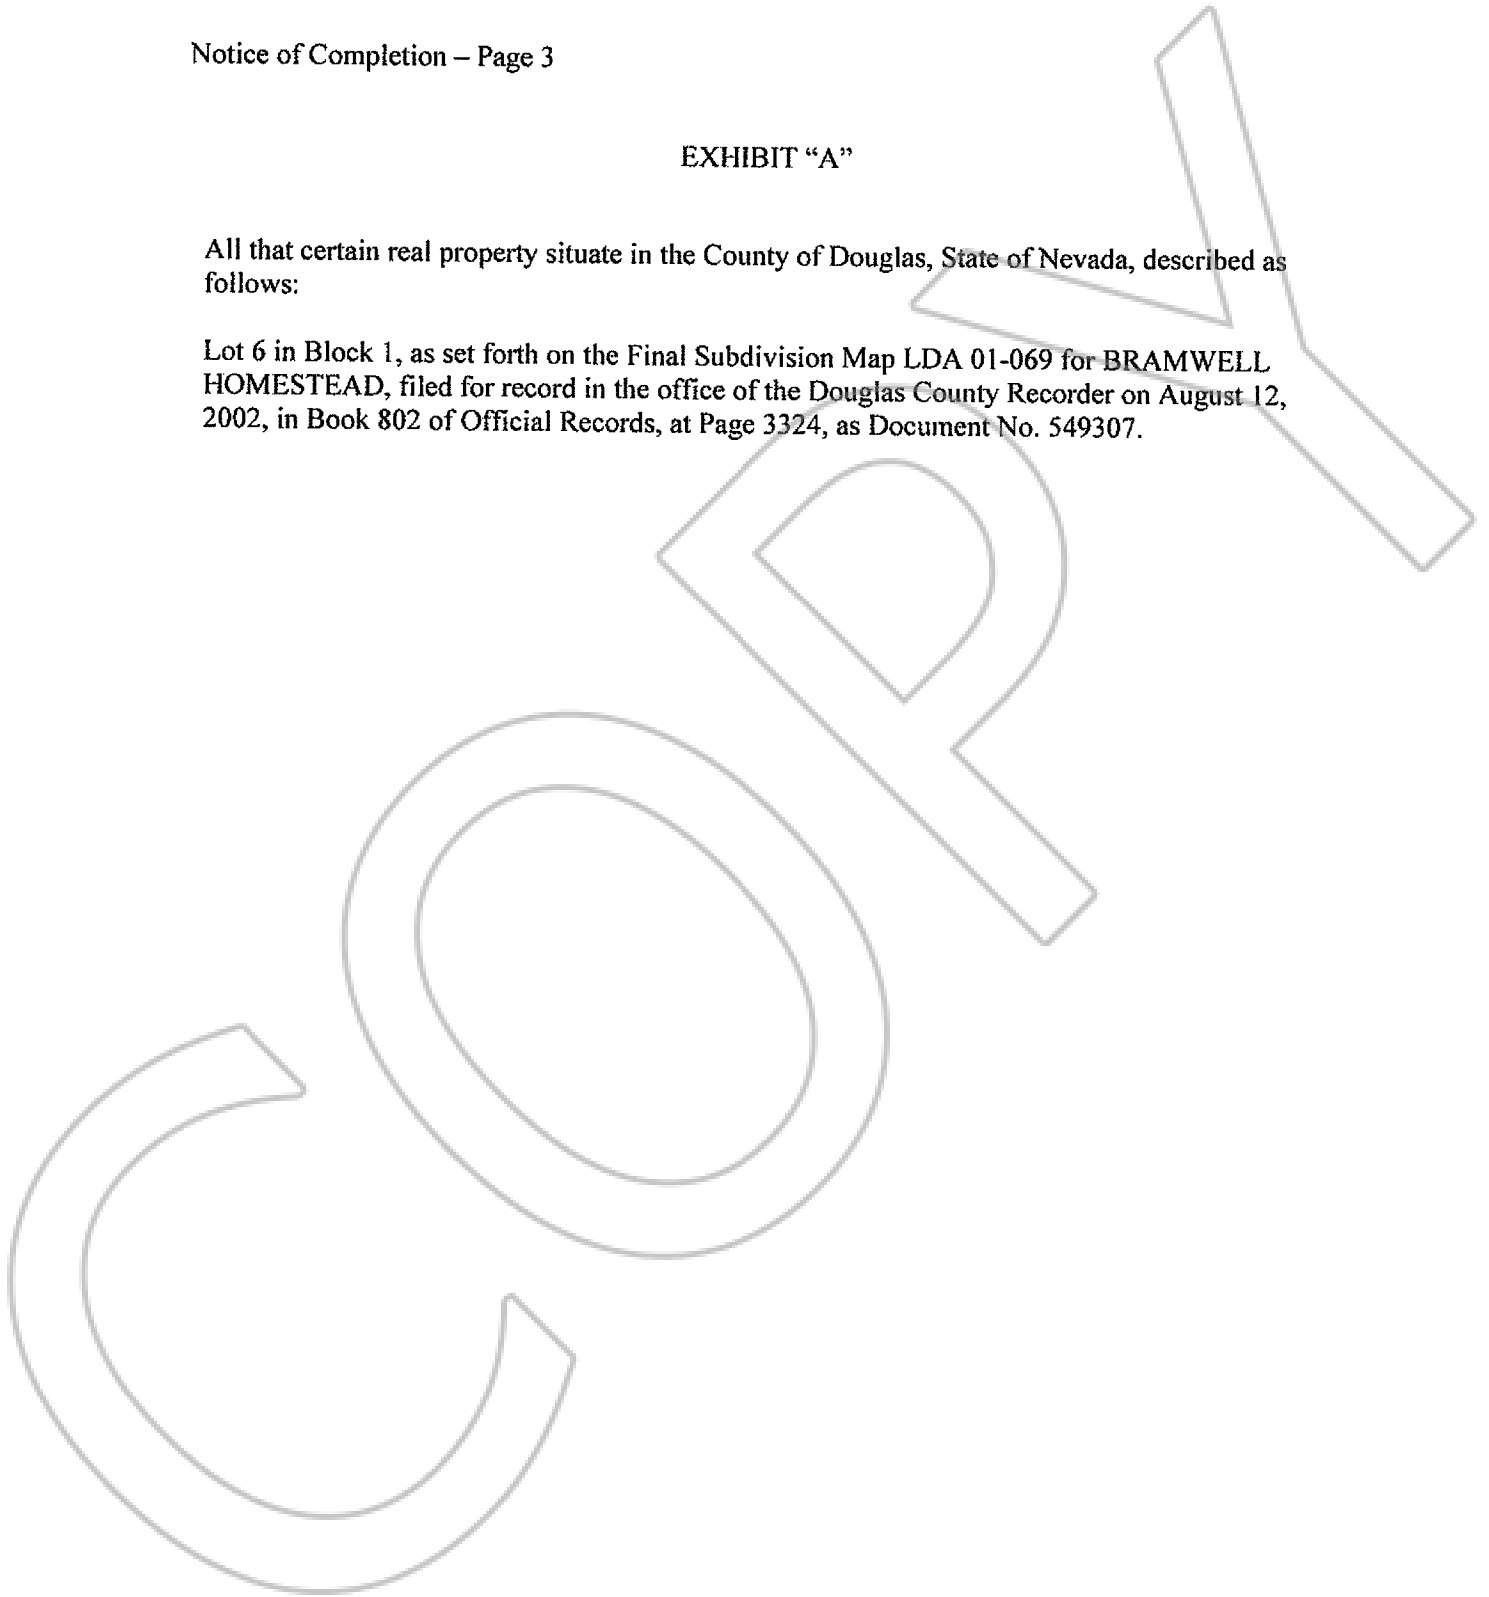 Notice of Completion – Page 3
EXHIBIT “A”
All that certain real property situate in the County of Douglas, State of Nevada, described as
follows:
Lot 6 in Block 1, as set forth on the Final Subdivision Map LDA 01-069 for BRAMWELL
HOMESTEAD, filed for record in the office of the Douglas County Recorder on August 12,
2002, in Book 802 of Official Records, at Page 3324, as Document No. 549307.
COPY